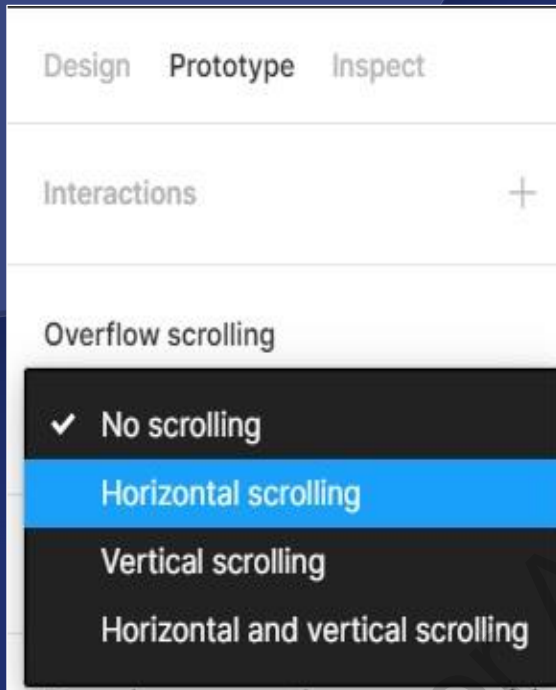 Design Prototype Inspect
Interactions
Overflow scrolling
No scrolling
Horizontal scrolling
Vertical scrolling
Horizontal and vertical scrolling